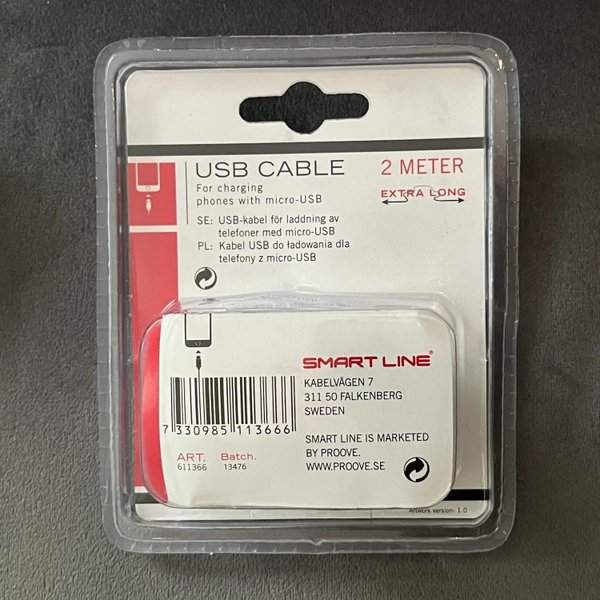 USB CABLE
For charging
phones with micro-USB
2 METER
EXTRA LONG
SE: USB-kabel för laddning av
telefoner med micro-USB
PL: Kabel USB do ładowania dla
telefony z micro-USB
SMART LINE®
KABELVÄGEN 7
311 50 FALKENBERG
SWEDEN
7 330985 113666
SMART LINE IS MARKETED
BY PROOVE.
WWW.PROOVE.SE
ART. Batch.
611366 13476
Artwork version: 1.0